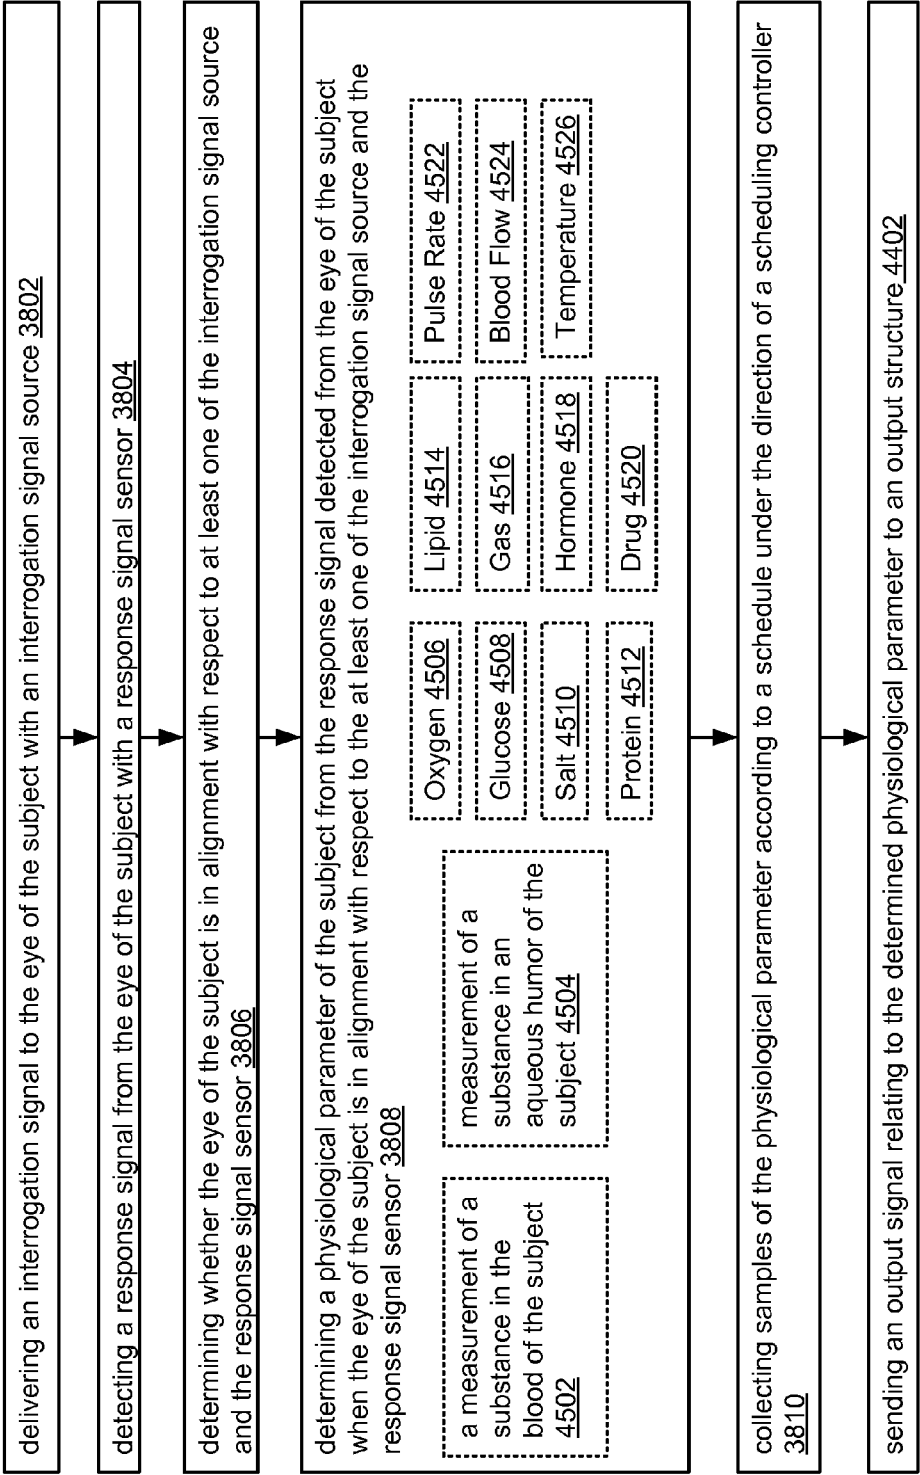 delivering an interrogation signal to the eye of the subject with an interrogation signal source 3802
detecting a response signal from the eye of the subject with a response signal sensor 3804
determining whether the eye of the subject is in alignment with respect to at least one of the interrogation signal source
and the response signal sensor 3806
determining a physiological parameter of the subject from the response signal detected from the eye of the subject
when the eye of the subject is in alignment with respect to the at least one of the interrogation signal source and the
response signal sensor 3808
a measurement of a
substance in the
blood of the subject
4502
measurement of a
substance in an
aqueous humor of the
subject 4504
Oxygen 4506
Glucose 4508
Salt 4510
Protein 4512
Lipid 4514
Gas 4516
Hormone 4518
Drug 4520
Pulse Rate 4522
Blood Flow 4524
Temperature 4526
collecting samples of the physiological parameter according to a schedule under the direction of a scheduling controller
3810
sending an output signal relating to the determined physiological parameter to an output structure 4402